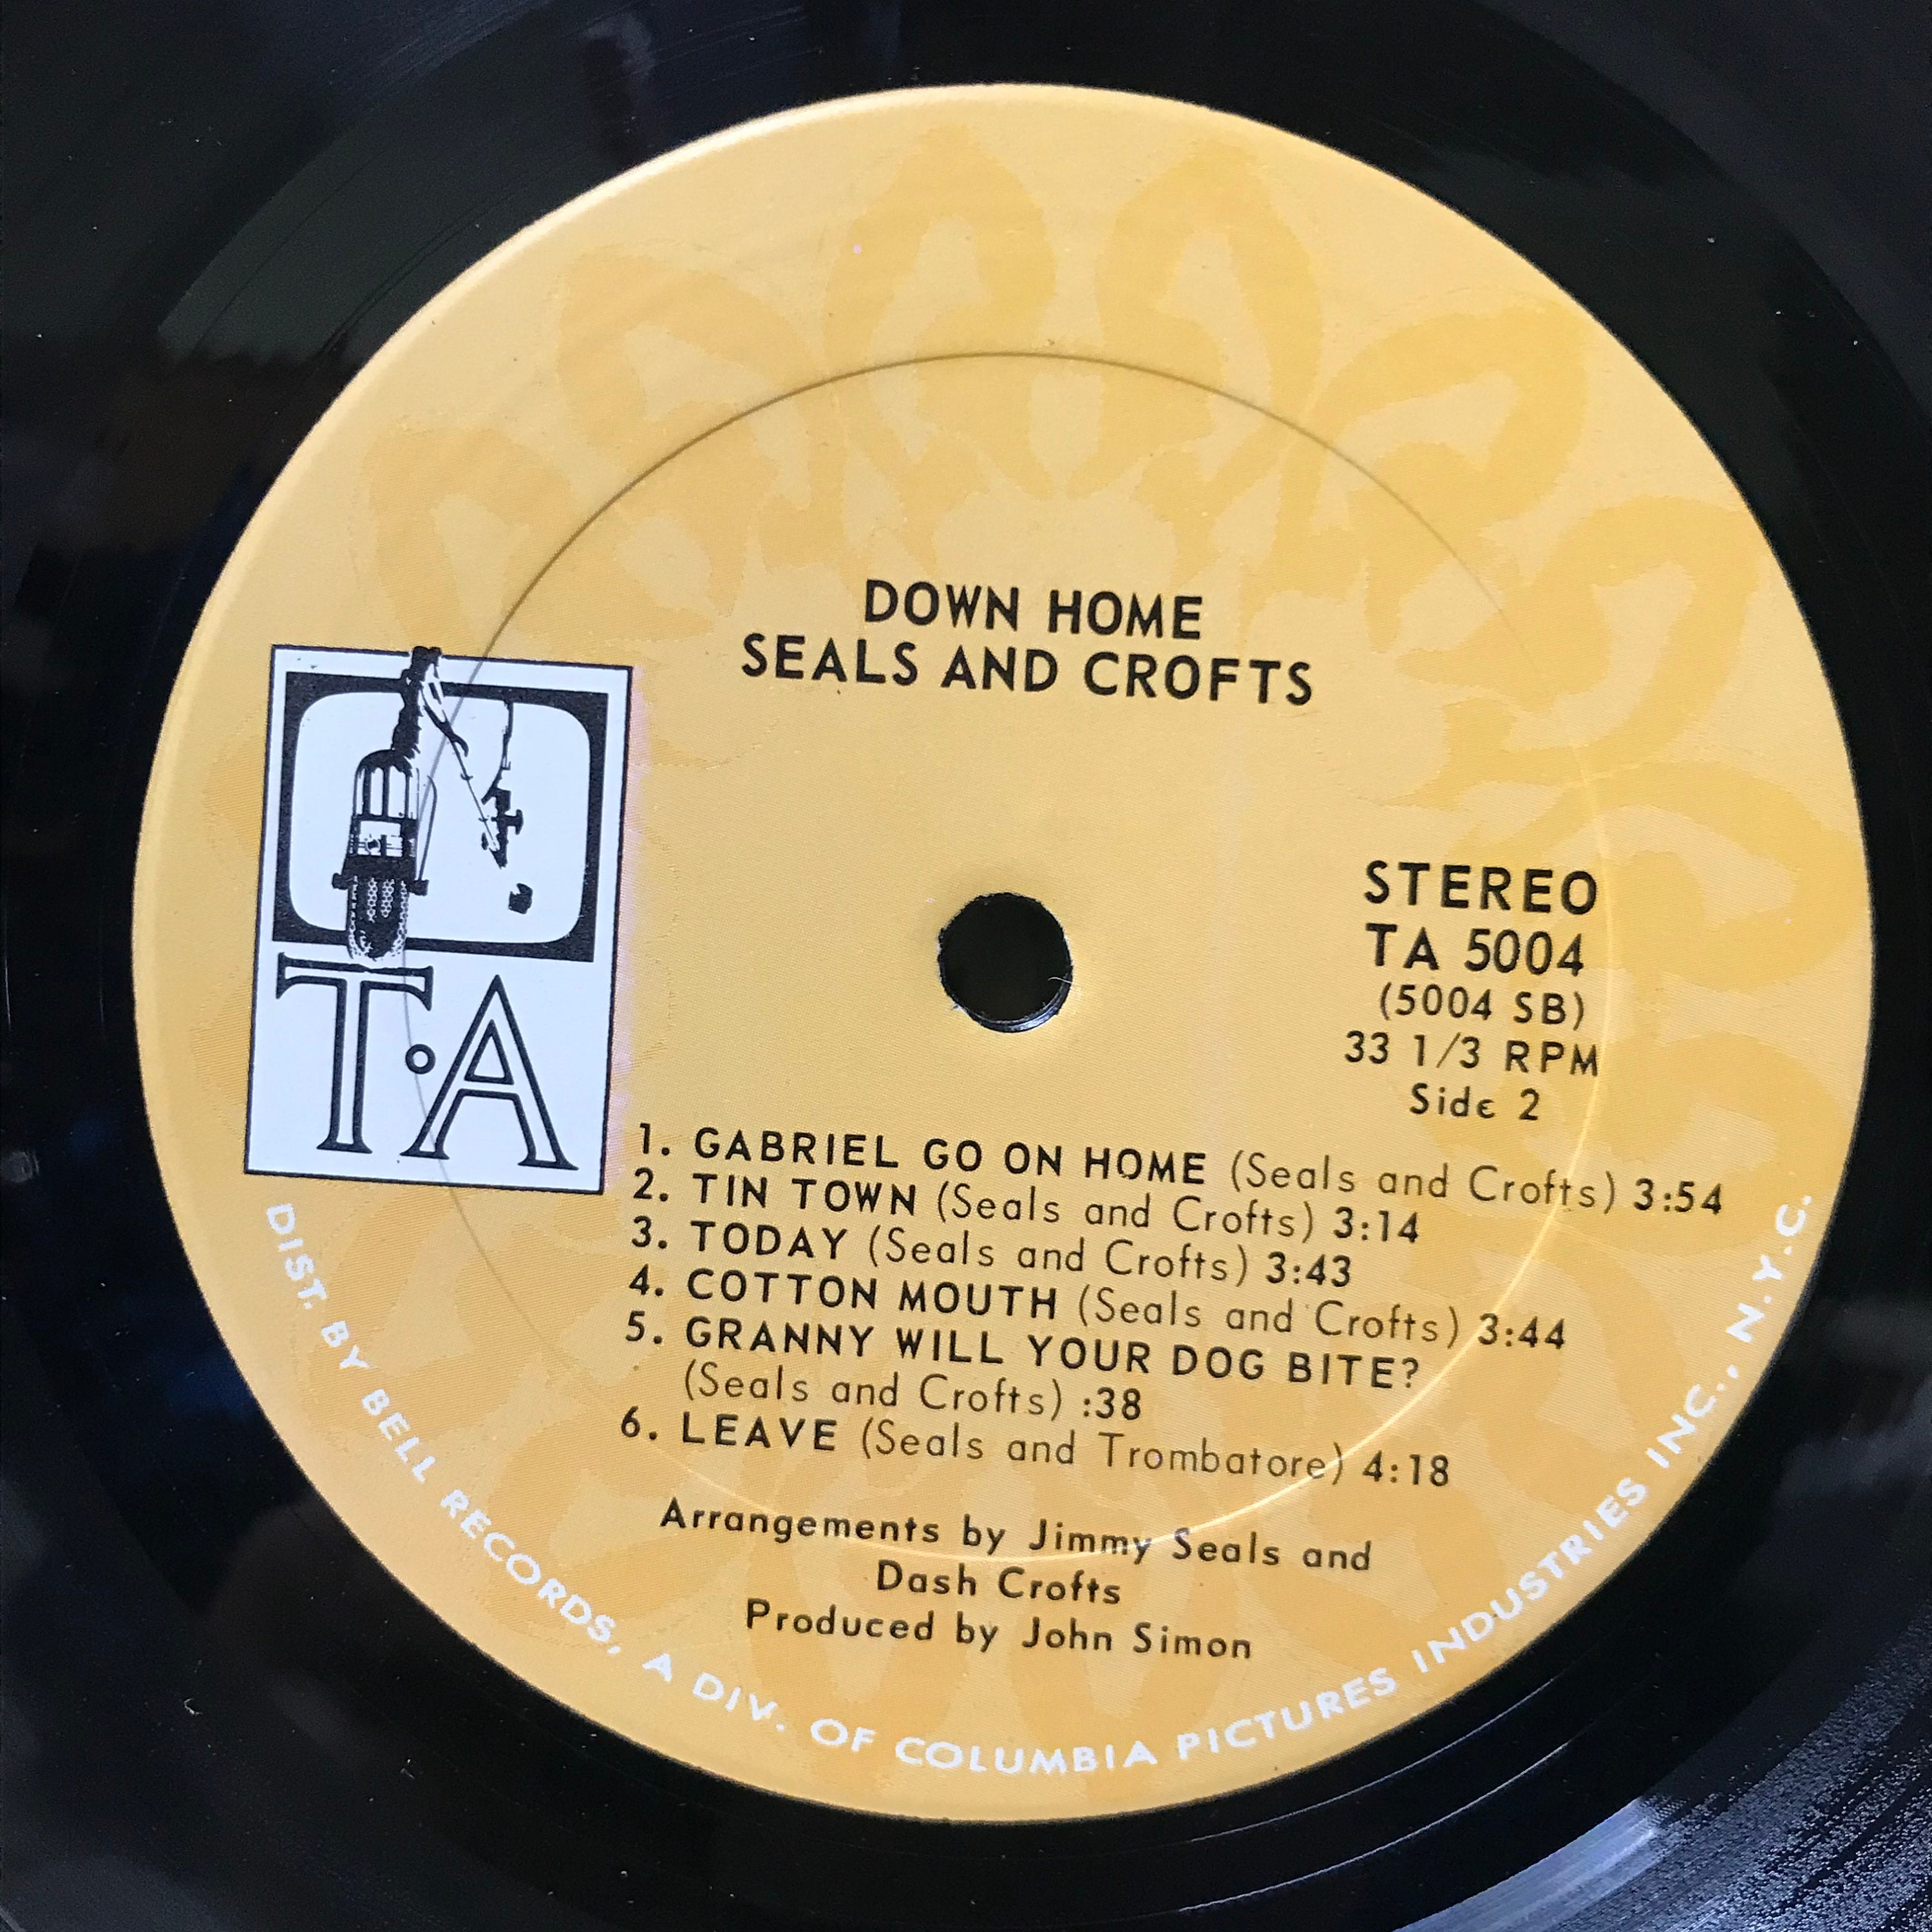 DOWN HOME
SEALS AND CROFTS
T·A
STEREO
TA 5004
(5004 SB)
33 1/3 RPM
Side 2
1. GABRIEL GO ON HOME (Seals and Crofts) 3:54
2. TIN TOWN (Seals and Crofts) 3:14
3. TODAY (Seals and Crofts) 3:43
4. COTTON MOUTH (Seals and Crofts) 3:44
5. GRANNY WILL YOUR DOG BITE?
(Seals and Crofts) :38
6. LEAVE (Seals and Trombatore) 4:18
Arrangements by Jimmy Seals and
Dash Crofts
Produced by John Simon
DIST. BY BELL RECORDS, A DIV. OF COLUMBIA PICTURES INDUSTRIES INC., N.Y.C.